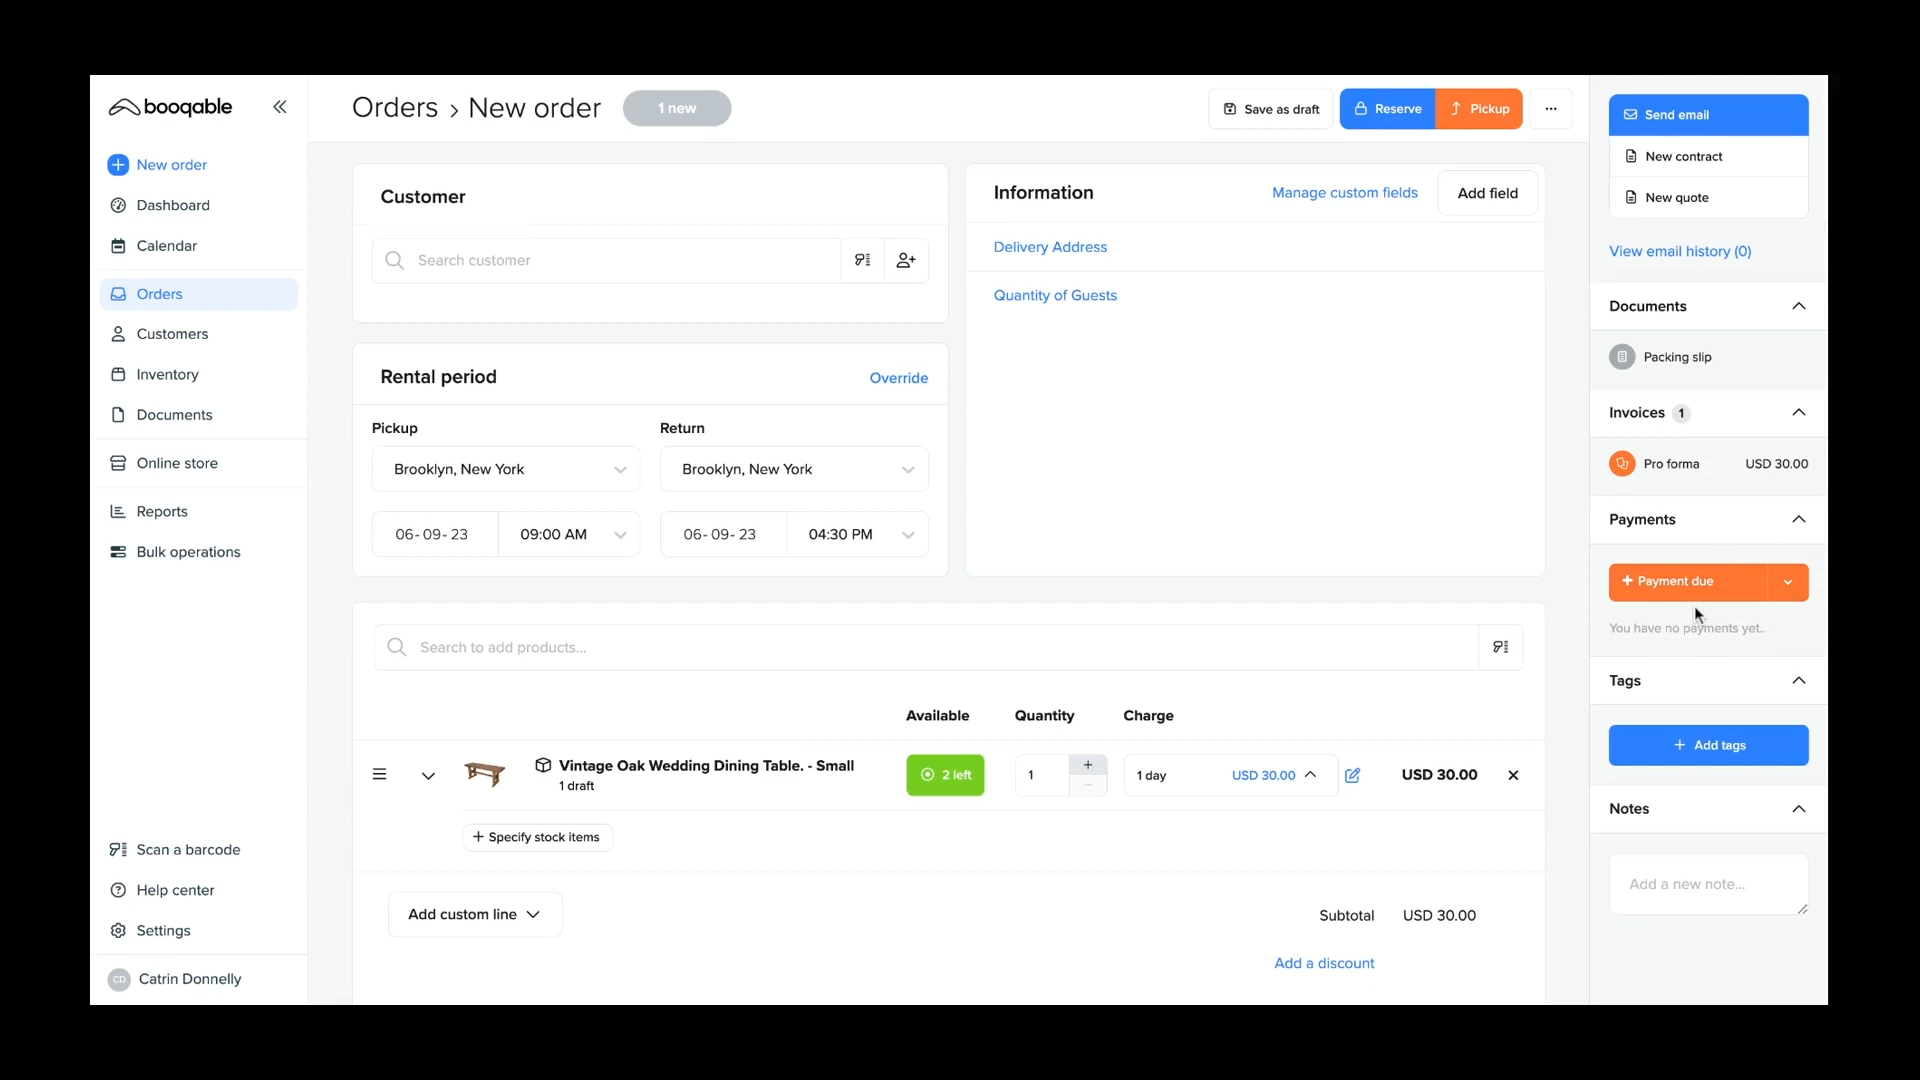 booqable
New order
Dashboard
Calendar
Orders
Customers
Inventory
Documents
Online store
Reports
Bulk operations
Scan a barcode
Help center
Settings
CD Catrin Donnelly
Orders › New order 1 new
Save as draft Reserve Pickup ...
Customer
Search customer
Rental period Override
Pickup Return
Brooklyn, New York Brooklyn, New York
06-09-23 09:00 AM 06-09-23 04:30 PM
Information Manage custom fields Add field
Delivery Address
Quantity of Guests
Search to add products...
Available Quantity Charge
Vintage Oak Wedding Dining Table. - Small
1 draft
2 left 1 + − 1 day USD 30.00 USD 30.00
+ Specify stock items
Add custom line Subtotal USD 30.00
Add a discount
Send email
New contract
New quote
View email history (0)
Documents
Packing slip
Invoices 1
Pro forma USD 30.00
Payments
+ Payment due
You have no payments yet..
Tags
+ Add tags
Notes
Add a new note...